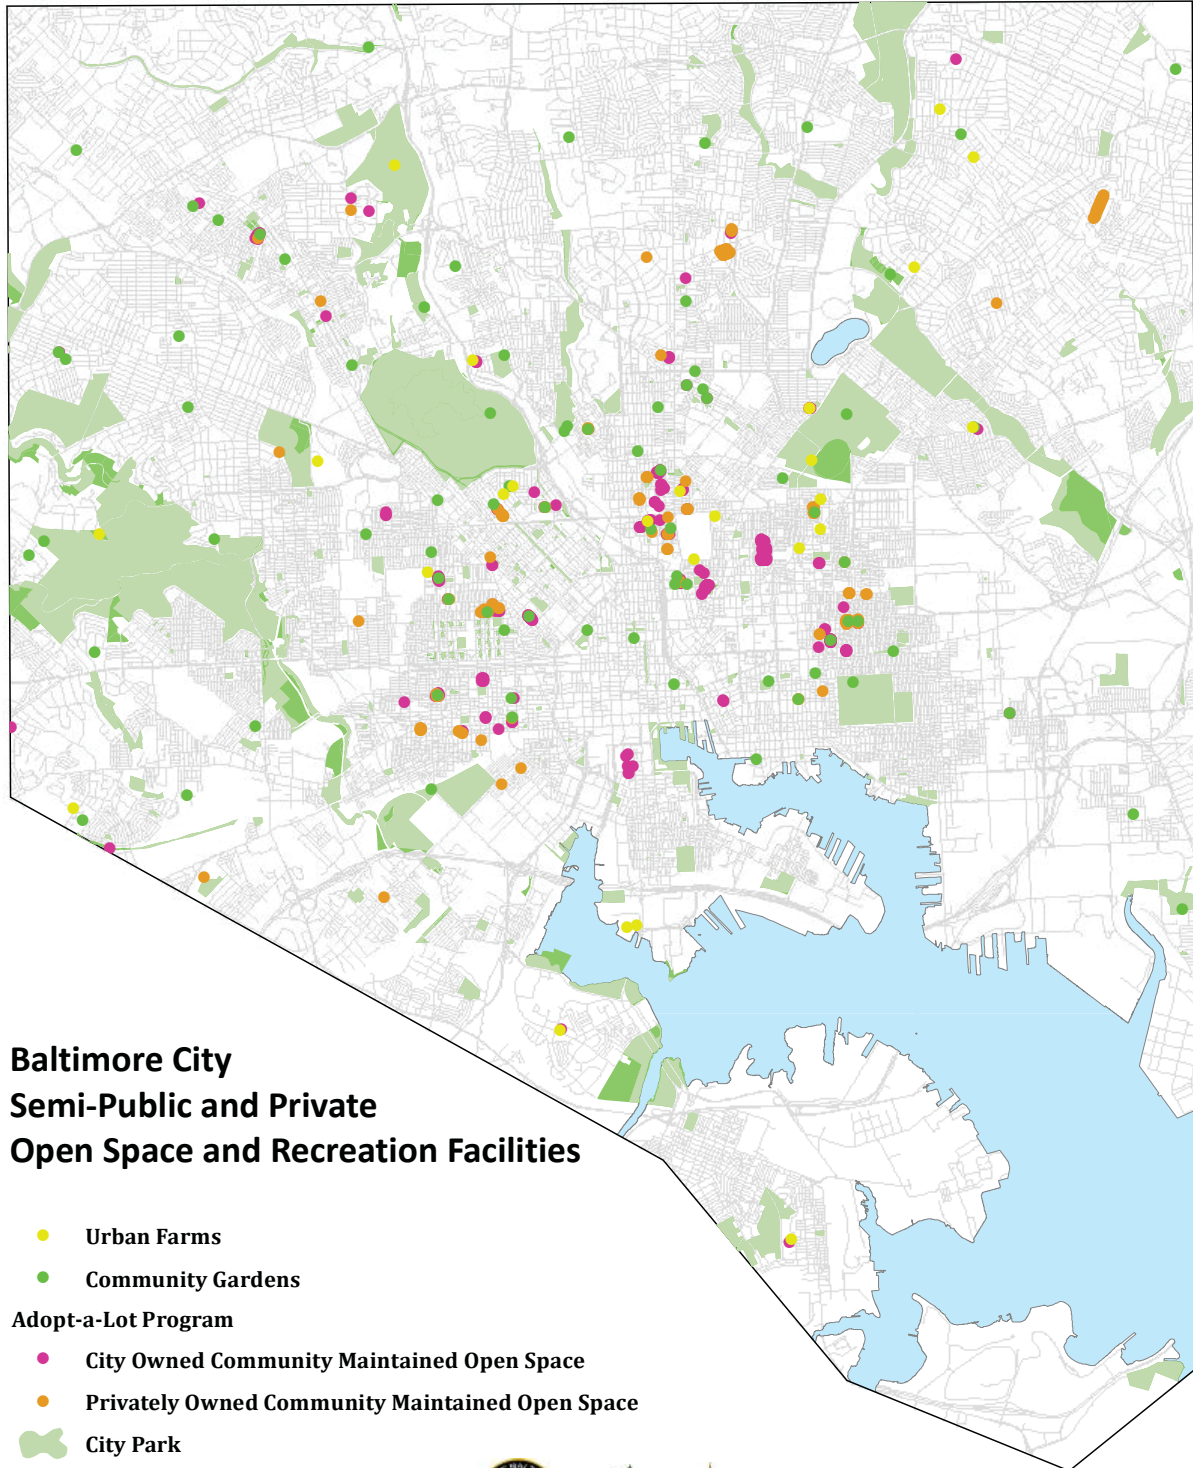 Baltimore City
Semi-Public and Private
Open Space and Recreation Facilities
Urban Farms
Community Gardens
Adopt-a-Lot Program
City Owned Community Maintained Open Space
Privately Owned Community Maintained Open Space
City Park